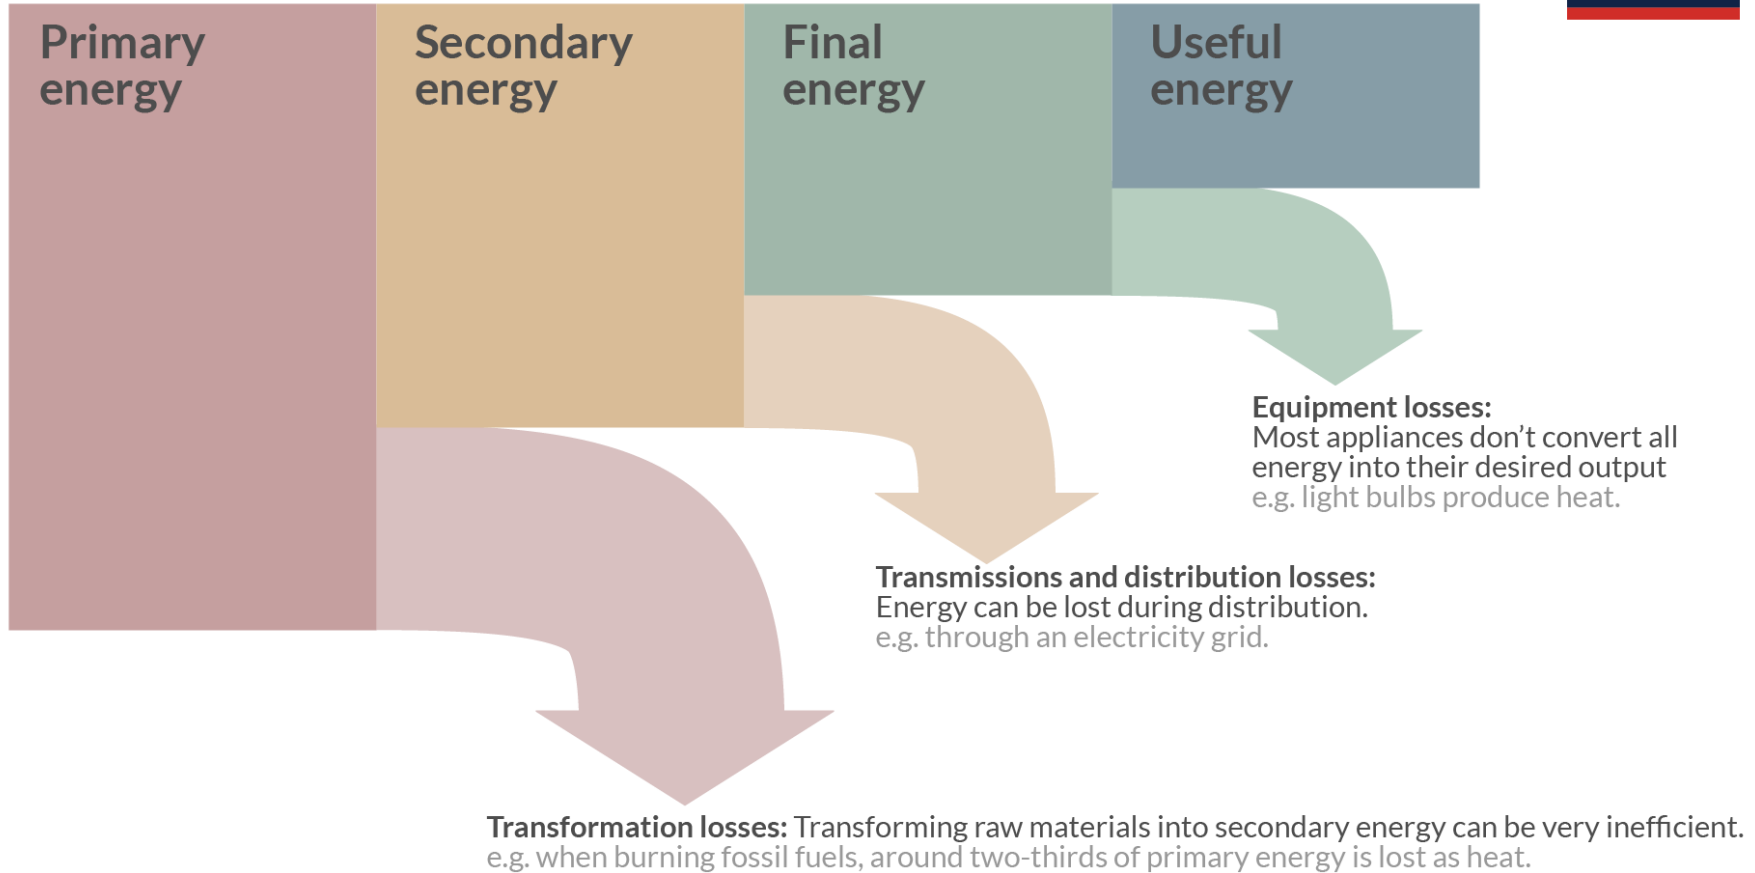 Primary
energy
Secondary
energy
Final
energy
Useful
energy
Equipment losses:
Most appliances don’t convert all
energy into their desired output
e.g. light bulbs produce heat.
Transmissions and distribution losses:
Energy can be lost during distribution.
e.g. through an electricity grid.
Transformation losses: Transforming raw materials into secondary energy can be very inefficient.
e.g. when burning fossil fuels, around two-thirds of primary energy is lost as heat.